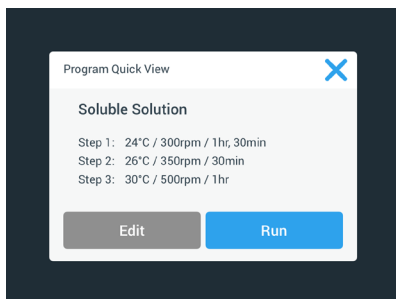 Program Quick View
Soluble Solution
Step 1: 24°C / 300rpm / 1hr, 30min
Step 2: 26°C / 350rpm / 30min
Step 3: 30°C / 500rpm / 1hr
Edit
Run